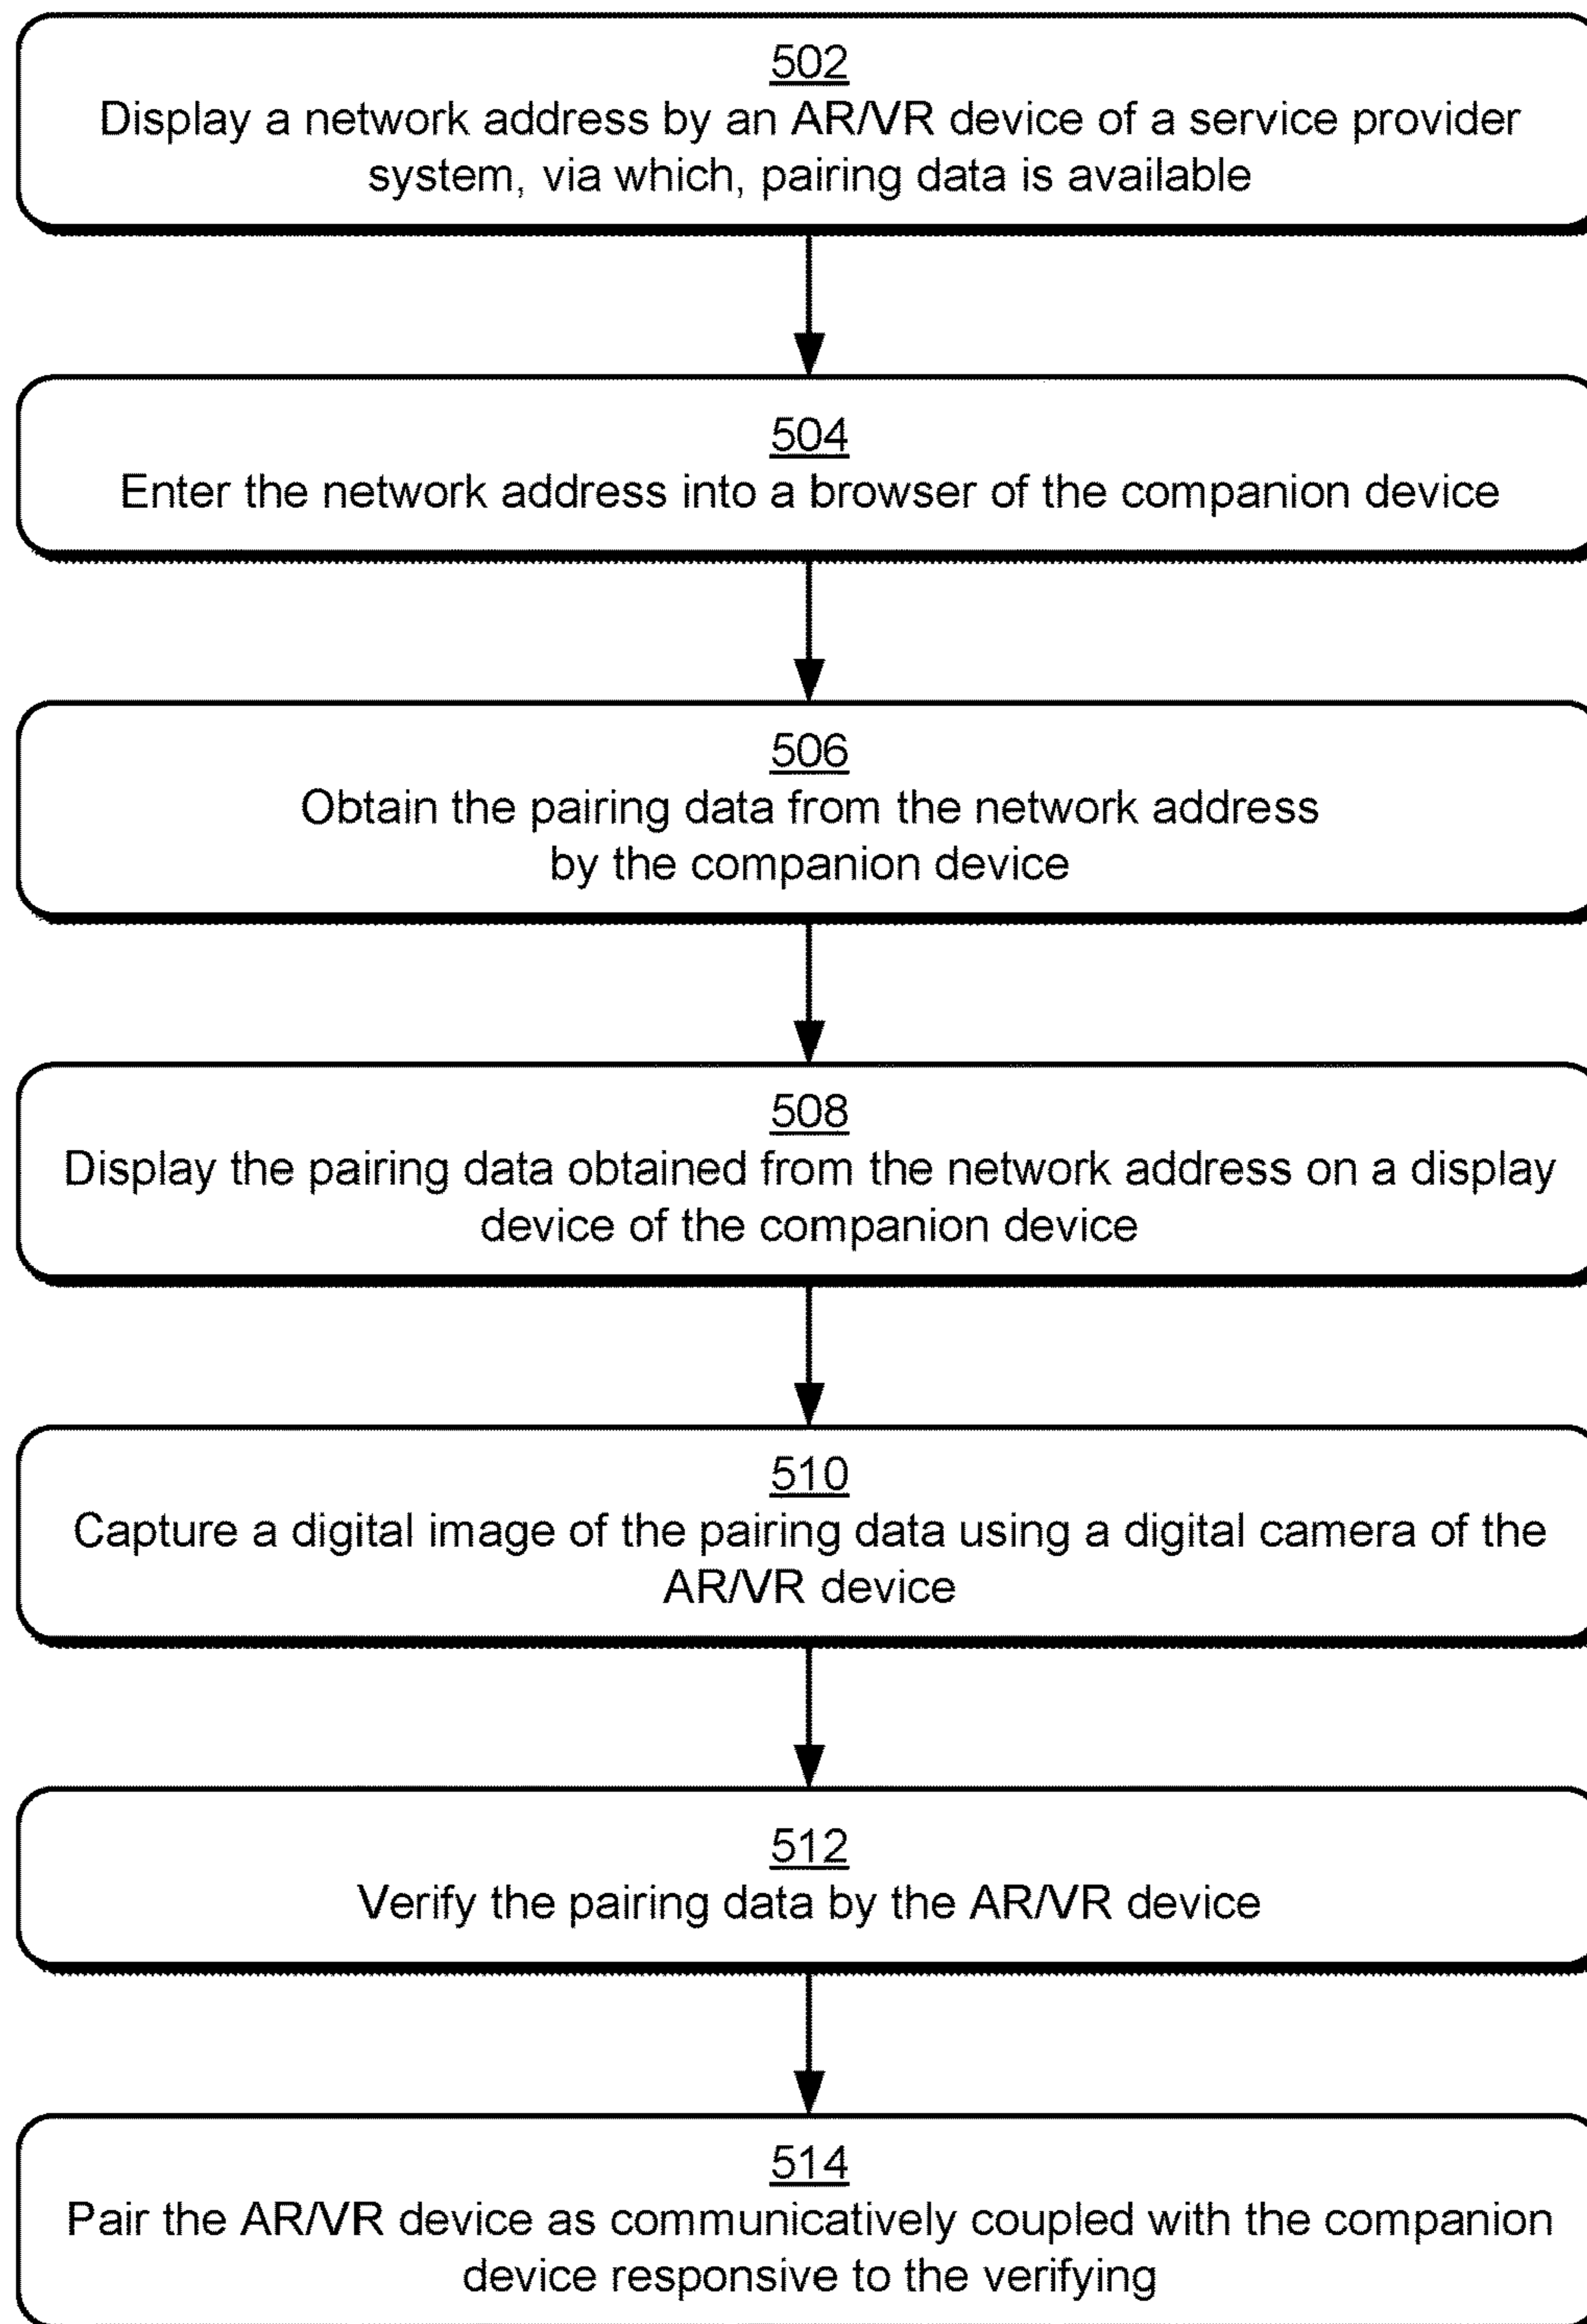 502
Display a network address by an AR/VR device of a service provider
system, via which, pairing data is available
504
Enter the network address into a browser of the companion device
506
Obtain the pairing data from the network address
by the companion device
508
Display the pairing data obtained from the network address on a display
device of the companion device
510
Capture a digital image of the pairing data using a digital camera of the
AR/VR device
512
Verify the pairing data by the AR/VR device
514
Pair the AR/VR device as communicatively coupled with the companion
device responsive to the verifying